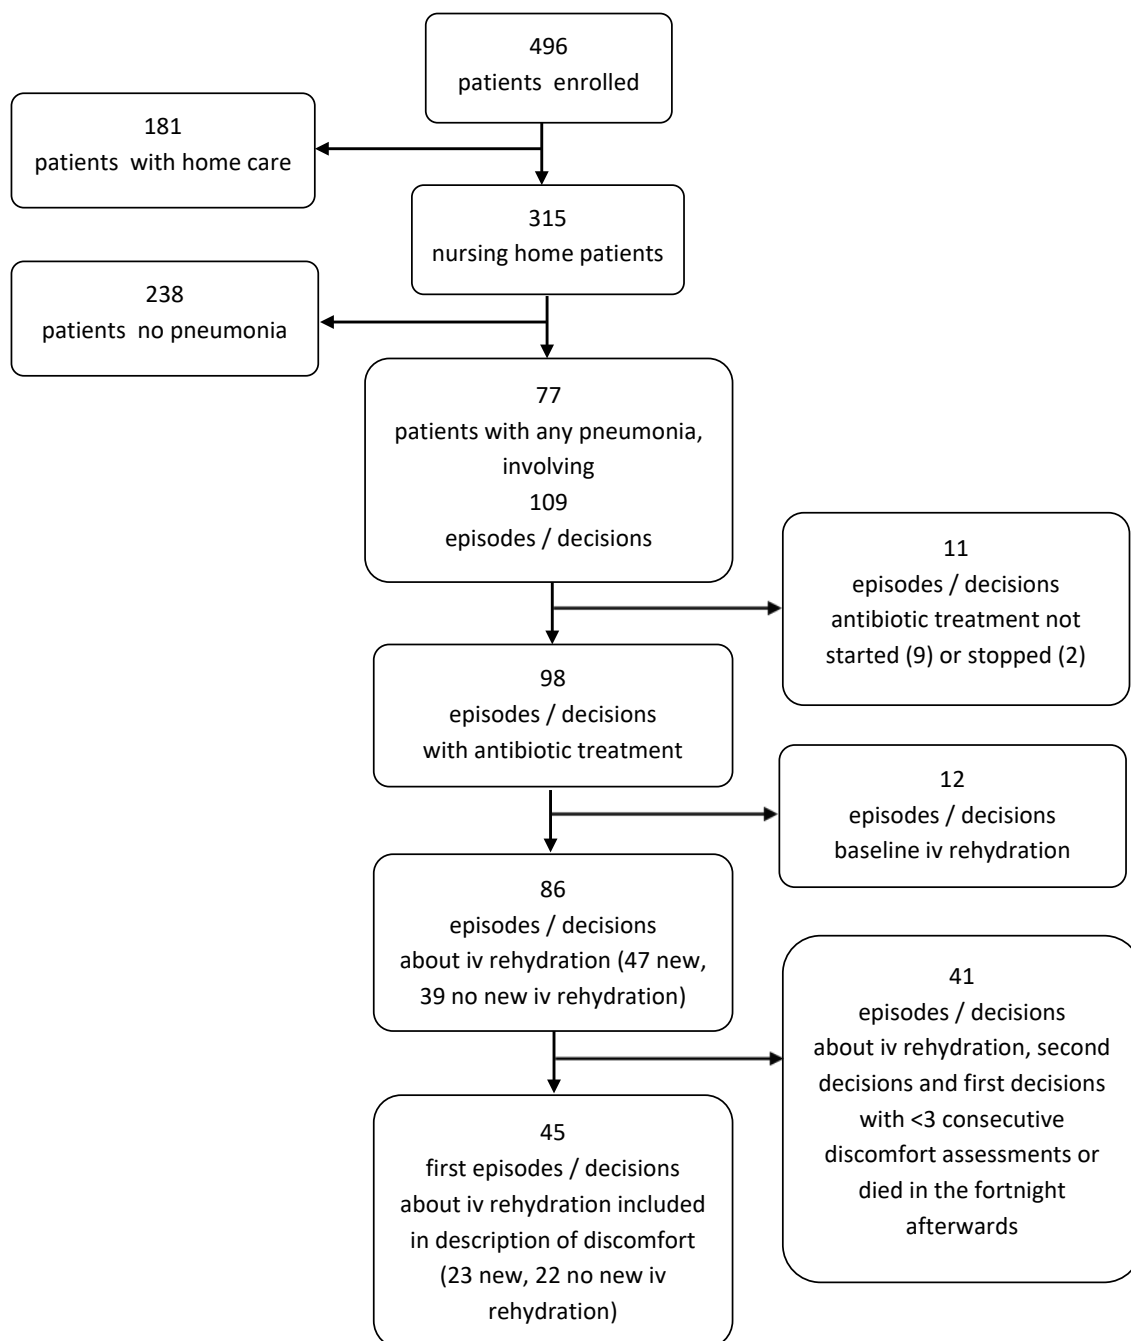 496
patients enrolled
181
patients with home care
315
nursing home patients
238
patients no pneumonia
77
patients with any pneumonia,
involving
109
episodes / decisions
11
episodes / decisions
antibiotic treatment not
started (9) or stopped (2)
98
episodes / decisions
with antibiotic treatment
12
episodes / decisions
baseline iv rehydration
86
episodes / decisions
about iv rehydration (47 new,
39 no new iv rehydration)
41
episodes / decisions
about iv rehydration, second
decisions and first decisions
with <3 consecutive
discomfort assessments or
died in the fortnight
afterwards
45
first episodes / decisions
about iv rehydration included
in description of discomfort
(23 new, 22 no new iv
rehydration)